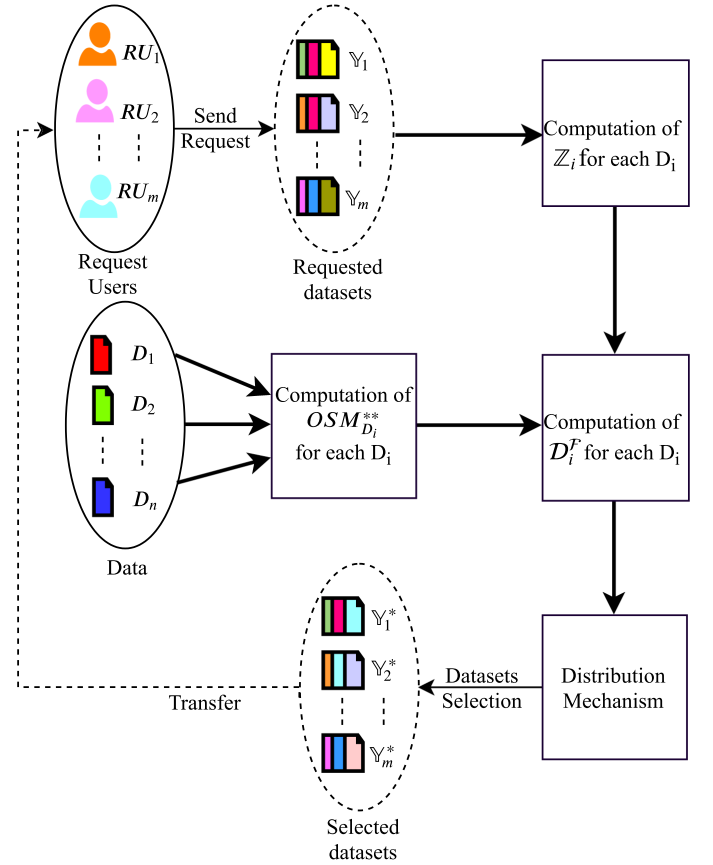 RU₁
RU₂
RUₘ
Request
Users
Send
Request
𝕐₁
𝕐₂
𝕐ₘ
Requested
datasets
Computation of
ℤᵢ for each Dᵢ
D₁
D₂
Dₙ
Data
Computation of
OSM**_{D_i}
for each Dᵢ
Computation of
𝒟ᵢ^ℱ for each Dᵢ
Distribution
Mechanism
Datasets
Selection
𝕐₁*
𝕐₂*
𝕐ₘ*
Selected
datasets
Transfer